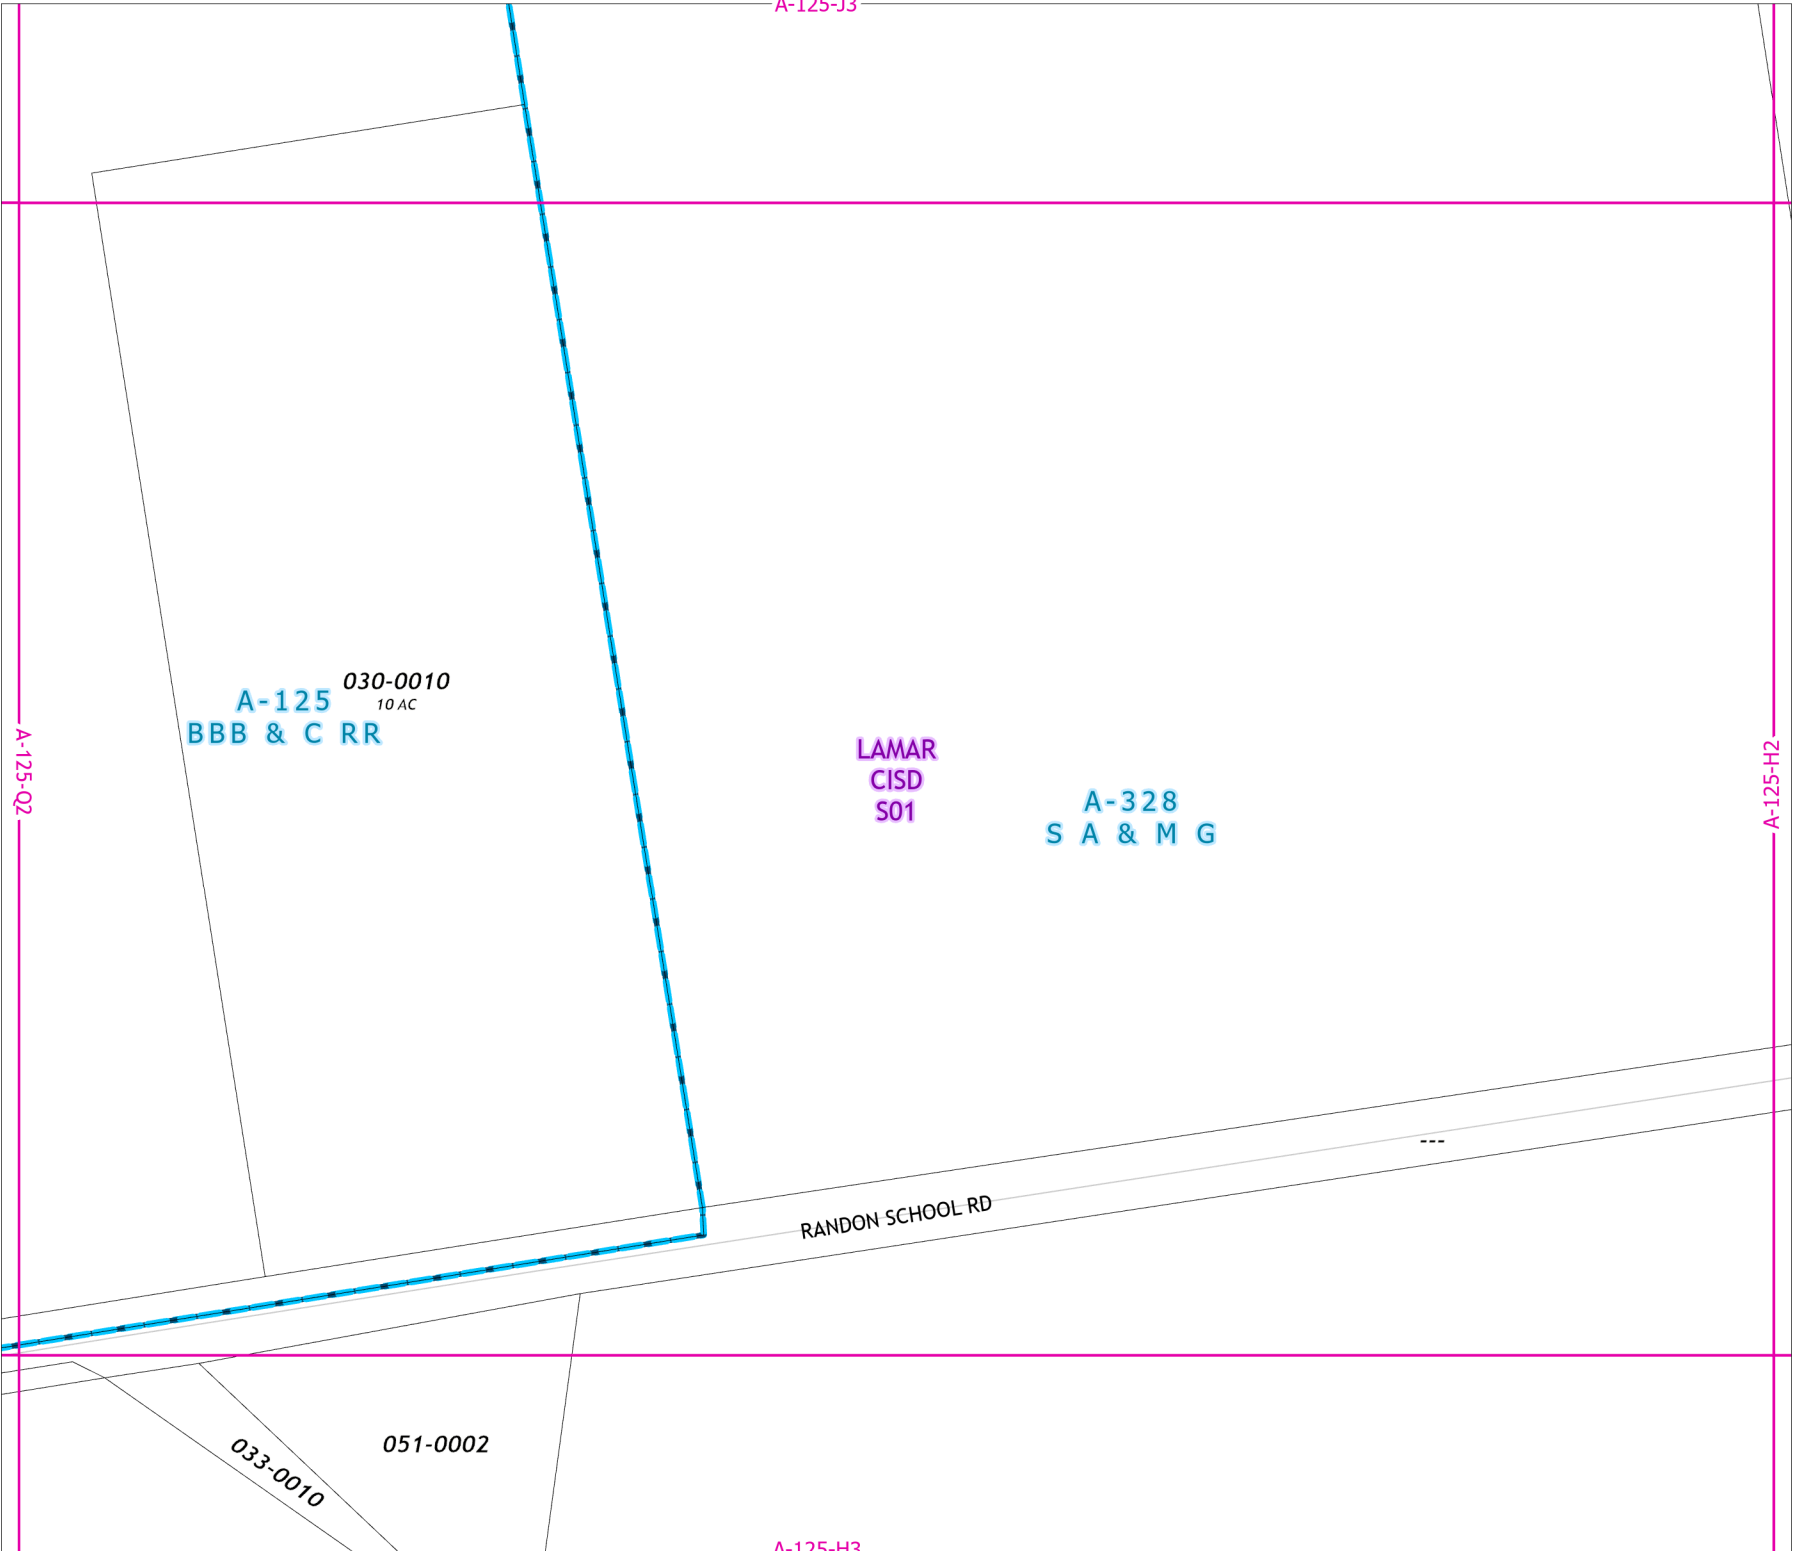 A-125-J3
030-0010
10 AC
A-125
BBB & C RR
A-125-Q2
LAMAR
CISD
S01
A-328
S A & M G
A-125-H2
---
RANDON SCHOOL RD
051-0002
033-0010
A-125-H3